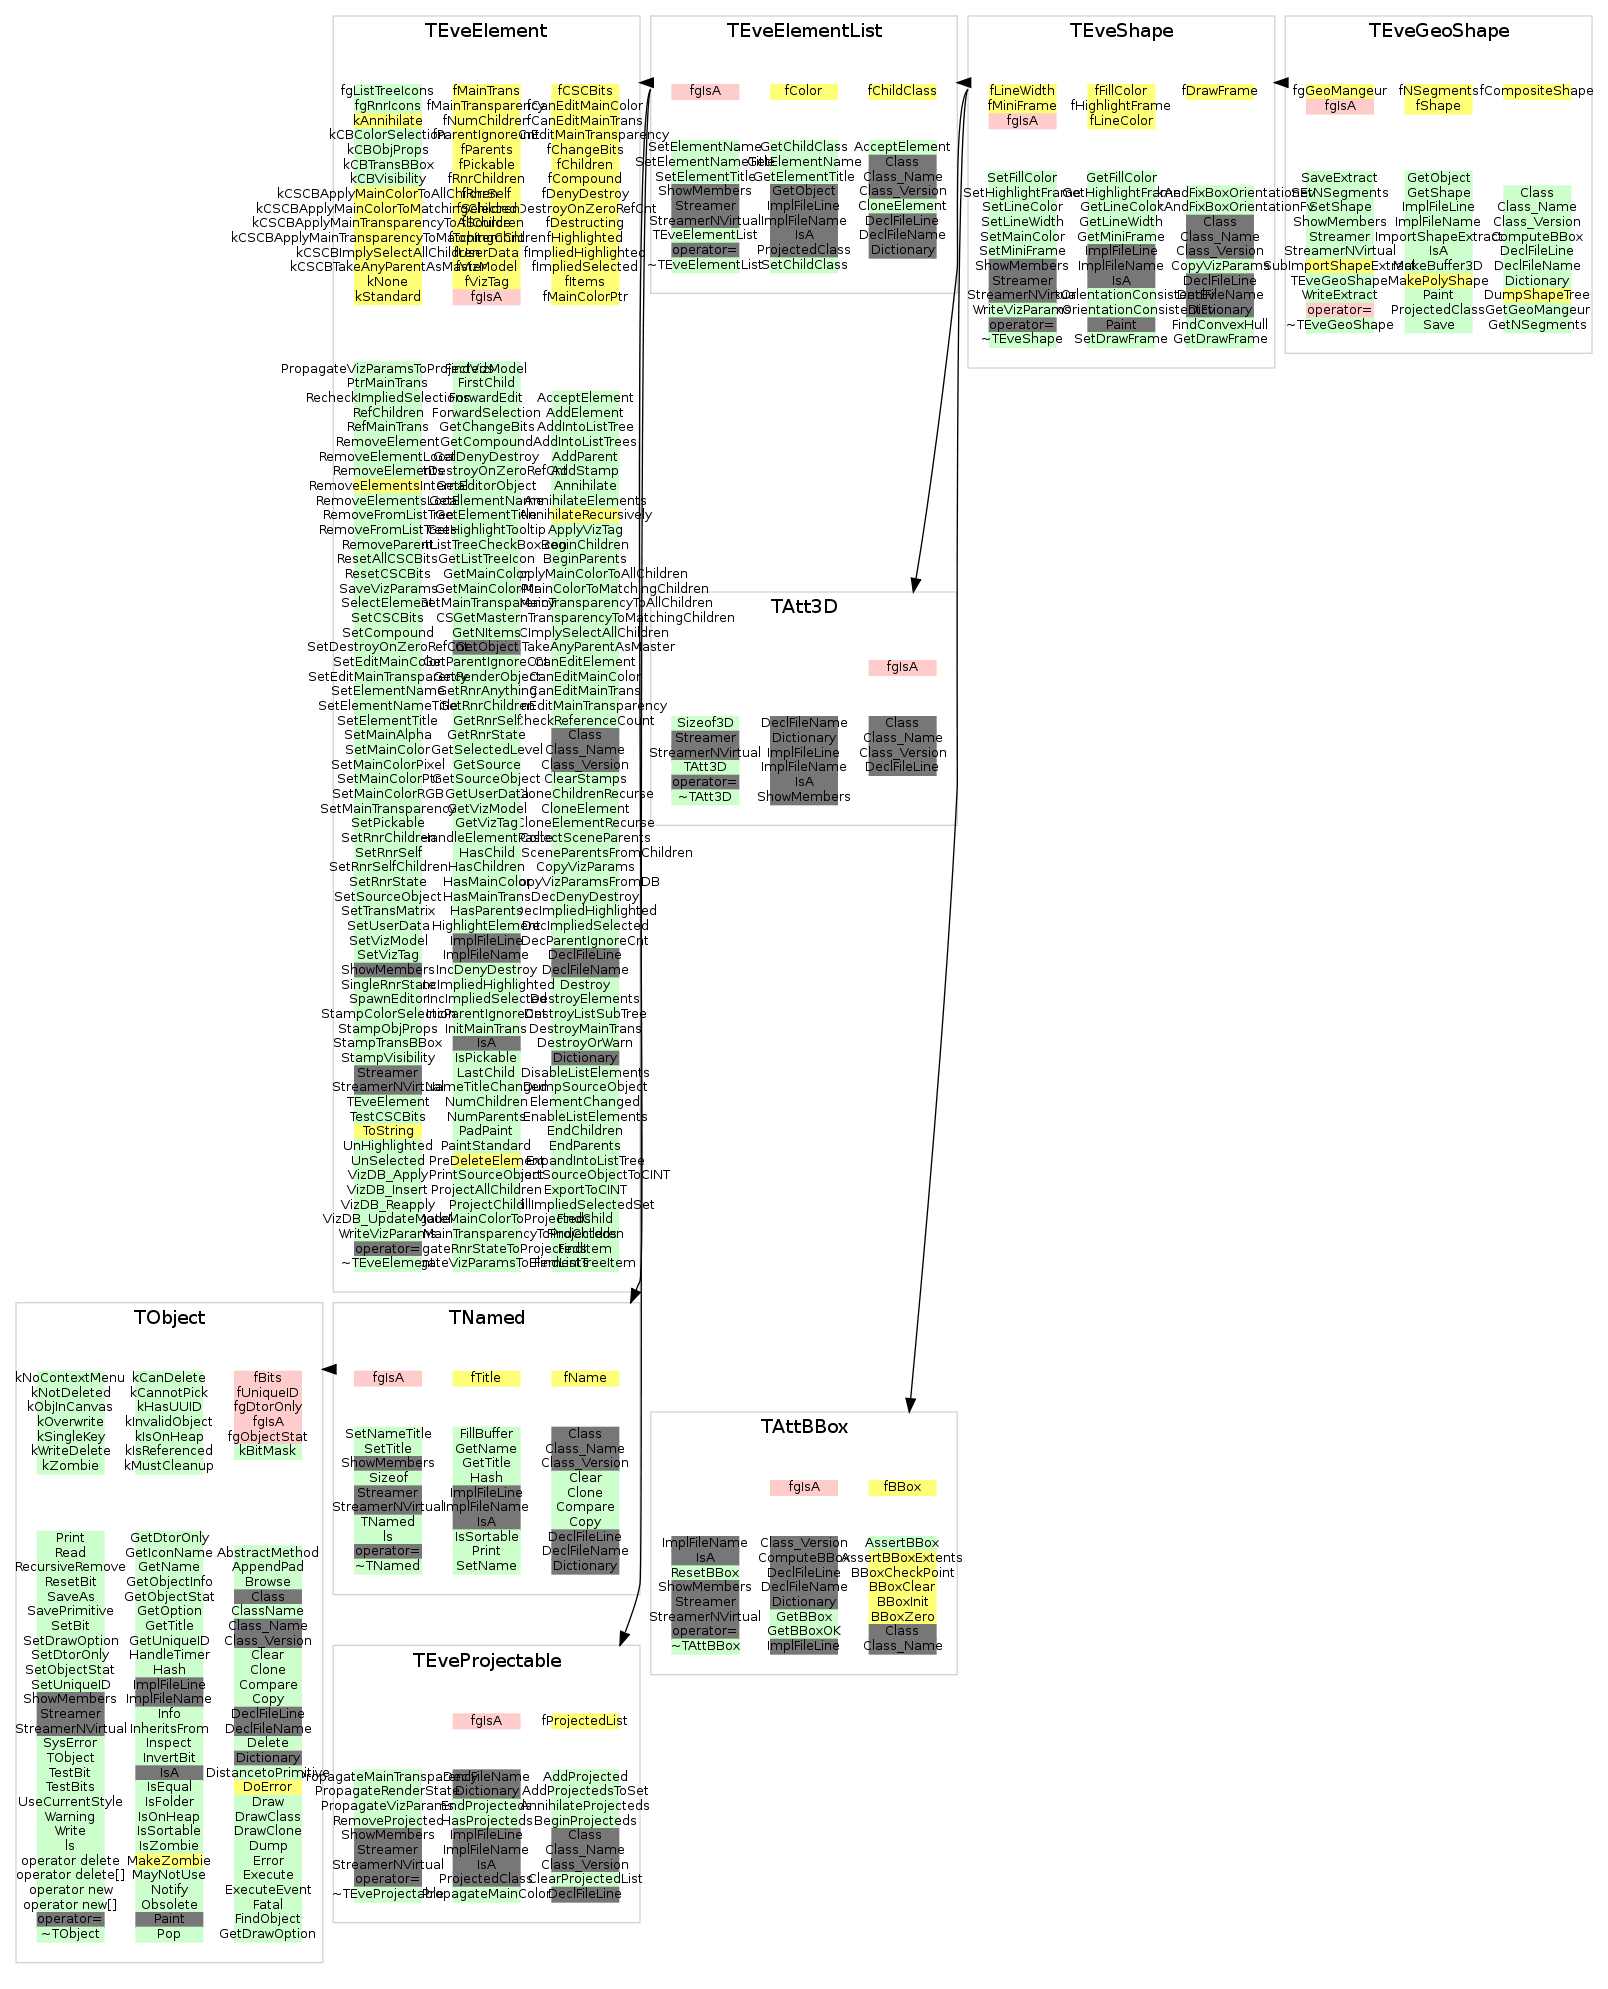 TEveElement
fgListTreeIcons
fgRnrIcons
kAnnihilate
kCBColorSelection
kCBObjProps
kCBTransBBox
kCBVisibility
kCSCBApplyMainColorToAllChildren
kCSCBApplyMainColorToMatchingChildren
kCSCBApplyMainTransparencyToAllChildren
kCSCBApplyMainTransparencyToMatchingChildren
kCSCBImplySelectAllChildren
kCSCBTakeAnyParentAsMaster
kNone
kStandard
fMainTrans
fMainTransparency
fNumChildren
fParentIgnoreCnt
fParents
fPickable
fRnrChildren
fRnrSelf
fSelected
fSource
fUserData
fVizModel
fVizTag
fgIsA
fCSCBits
fCanEditMainColor
fCanEditMainTrans
fChangeBits
fChildren
fCompound
fDenyDestroy
fDestructing
fHighlighted
fImpliedHighlighted
fImpliedSelected
fItems
fMainColorPtr
PropagateVizParamsToProjecteds
PtrMainTrans
RecheckImpliedSelections
RefChildren
RefMainTrans
RemoveElement
RemoveElementLocal
RemoveElements
RemoveElementsInternal
RemoveElementsLocal
RemoveFromListTree
RemoveParent
ResetAllCSCBits
ResetCSCBits
SaveVizParams
SelectElement
SetCSCBits
SetCompound
SetDestroyOnZeroRefCnt
SetEditMainColor
SetEditMainTransparency
SetElementName
SetElementNameTitle
SetElementTitle
SetMainAlpha
SetMainColor
SetMainColorPixel
SetMainColorPtr
SetMainColorRGB
SetMainTransparency
SetPickable
SetRnrChildren
SetRnrSelf
SetRnrSelfChildren
SetRnrState
SetSourceObject
SetTransMatrix
SetUserData
SetVizModel
SetVizTag
ShowMembers
SingleRnrState
SpawnEditor
StampColorSelection
StampObjProps
StampTransBBox
StampVisibility
Streamer
StreamerNVirtual
TEveElement
TestCSCBits
ToString
UnHighlighted
UnSelected
VizDB_Apply
VizDB_Insert
VizDB_Reapply
VizDB_UpdateModel
WriteVizParams
operator=
~TEveElement
FindVizModel
FirstChild
ForwardEdit
ForwardSelection
GetChangeBits
GetCompound
GetDenyDestroy
GetEditorObject
GetElementName
GetElementTitle
GetHighlightTooltip
GetListTreeIcon
GetMainColor
GetMainColorPtr
GetMainTransparency
GetMaster
GetNItems
GetObject
GetParentIgnoreCnt
GetRenderObject
GetRnrAnything
GetRnrChildren
GetRnrSelf
GetRnrState
GetSelectedLevel
GetSource
GetSourceObject
GetUserData
GetVizModel
GetVizTag
HandleElementPaste
HasChild
HasChildren
HasMainColor
HasMainTrans
HasParents
HighlightElement
ImplFileLine
ImplFileName
IncDenyDestroy
IncImpliedHighlighted
IncImpliedSelected
IncParentIgnoreCnt
InitMainTrans
IsA
IsPickable
LastChild
NameTitleChanged
NumChildren
NumParents
PadPaint
PaintStandard
PreDeleteElement
PrintSourceObject
ProjectAllChildren
ProjectChild
AcceptElement
AddElement
AddIntoListTree
AddIntoListTrees
AddParent
AddStamp
Annihilate
AnnihilateElements
AnnihilateRecursively
ApplyVizTag
BeginChildren
BeginParents
CanEditElement
CanEditMainColor
CanEditMainTrans
CheckReferenceCount
Class
Class_Name
Class_Version
ClearStamps
CloneChildrenRecurse
CloneElement
CloneElementRecurse
CollectSceneParents
CopyVizParams
CopyVizParamsFromDB
DecDenyDestroy
DecImpliedHighlighted
DecImpliedSelected
DecParentIgnoreCnt
DeclFileLine
DeclFileName
Destroy
DestroyElements
DestroyListSubTree
DestroyMainTrans
DestroyOrWarn
Dictionary
DisableListElements
DumpSourceObject
ElementChanged
EnableListElements
EndChildren
EndParents
ExpandIntoListTree
ExportToCINT
FillImpliedSelectedSet
FindChild
FindChildren
FindItem
FindListTreeItem
TEveElementList
fgIsA
fColor
fChildClass
SetElementName
SetElementNameTitle
SetElementTitle
ShowMembers
Streamer
StreamerNVirtual
TEveElementList
operator=
~TEveElementList
GetChildClass
GetElementName
GetElementTitle
GetObject
ImplFileLine
ImplFileName
IsA
ProjectedClass
SetChildClass
AcceptElement
Class
Class_Name
Class_Version
CloneElement
DeclFileLine
DeclFileName
Dictionary
TEveShape
fLineWidth
fMiniFrame
fgIsA
fFillColor
fHighlightFrame
fLineColor
fDrawFrame
SetFillColor
SetHighlightFrame
SetLineColor
SetLineWidth
SetMainColor
SetMiniFrame
ShowMembers
Streamer
StreamerNVirtual
WriteVizParams
operator=
~TEveShape
GetFillColor
GetHighlightFrame
GetLineColor
GetLineWidth
GetMiniFrame
ImplFileLine
ImplFileName
IsA
Paint
SetDrawFrame
Class
Class_Name
Class_Version
CopyVizParams
DeclFileLine
DeclFileName
Dictionary
FindConvexHull
GetDrawFrame
TEveGeoShape
fgGeoMangeur
fgIsA
fNSegments
fShape
fCompositeShape
SaveExtract
SetNSegments
SetShape
ShowMembers
Streamer
StreamerNVirtual
SubImportShapeExtract
TEveGeoShape
WriteExtract
operator=
~TEveGeoShape
GetObject
GetShape
ImplFileLine
ImplFileName
ImportShapeExtract
IsA
MakeBuffer3D
MakePolyShape
Paint
ProjectedClass
Save
Class
Class_Name
Class_Version
ComputeBBox
DeclFileLine
DeclFileName
Dictionary
DumpShapeTree
GetGeoMangeur
GetNSegments
TAtt3D
fgIsA
Sizeof3D
Streamer
StreamerNVirtual
TAtt3D
operator=
~TAtt3D
DeclFileName
Dictionary
ImplFileLine
ImplFileName
IsA
ShowMembers
Class
Class_Name
Class_Version
DeclFileLine
TObject
kNoContextMenu
kNotDeleted
kObjInCanvas
kOverwrite
kSingleKey
kWriteDelete
kZombie
kCanDelete
kCannotPick
kHasUUID
kInvalidObject
kIsOnHeap
kIsReferenced
kMustCleanup
fBits
fUniqueID
fgDtorOnly
fgIsA
fgObjectStat
kBitMask
Print
Read
RecursiveRemove
ResetBit
SaveAs
SavePrimitive
SetBit
SetDrawOption
SetDtorOnly
SetObjectStat
SetUniqueID
ShowMembers
Streamer
StreamerNVirtual
SysError
TObject
TestBit
TestBits
UseCurrentStyle
Warning
Write
ls
operator delete
operator delete[]
operator new
operator new[]
operator=
~TObject
GetDtorOnly
GetIconName
GetName
GetObjectInfo
GetObjectStat
GetOption
GetTitle
GetUniqueID
HandleTimer
Hash
ImplFileLine
ImplFileName
Info
InheritsFrom
Inspect
InvertBit
IsA
IsEqual
IsFolder
IsOnHeap
IsSortable
IsZombie
MakeZombie
MayNotUse
Notify
Obsolete
Paint
Pop
AbstractMethod
AppendPad
Browse
Class
ClassName
Class_Name
Class_Version
Clear
Clone
Compare
Copy
DeclFileLine
DeclFileName
Delete
Dictionary
DistancetoPrimitive
DoError
Draw
DrawClass
DrawClone
Dump
Error
Execute
ExecuteEvent
Fatal
FindObject
GetDrawOption
TNamed
fgIsA
fTitle
fName
SetNameTitle
SetTitle
ShowMembers
Sizeof
Streamer
StreamerNVirtual
TNamed
ls
operator=
~TNamed
FillBuffer
GetName
GetTitle
Hash
ImplFileLine
ImplFileName
IsA
IsSortable
Print
SetName
Class
Class_Name
Class_Version
Clear
Clone
Compare
Copy
DeclFileLine
DeclFileName
Dictionary
TAttBBox
fgIsA
fBBox
ImplFileName
IsA
ResetBBox
ShowMembers
Streamer
StreamerNVirtual
operator=
~TAttBBox
Class_Version
ComputeBBox
DeclFileLine
DeclFileName
Dictionary
GetBBox
GetBBoxOK
ImplFileLine
AssertBBox
AssertBBoxExtents
BBoxCheckPoint
BBoxClear
BBoxInit
BBoxZero
Class
Class_Name
TEveProjectable
fgIsA
fProjectedList
PropagateMainTransparency
PropagateRenderState
PropagateVizParams
RemoveProjected
ShowMembers
Streamer
StreamerNVirtual
operator=
~TEveProjectable
DeclFileName
Dictionary
EndProjecteds
HasProjecteds
ImplFileLine
ImplFileName
IsA
ProjectedClass
PropagateMainColor
AddProjected
AddProjectedsToSet
AnnihilateProjecteds
BeginProjecteds
Class
Class_Name
Class_Version
ClearProjectedList
DeclFileLine